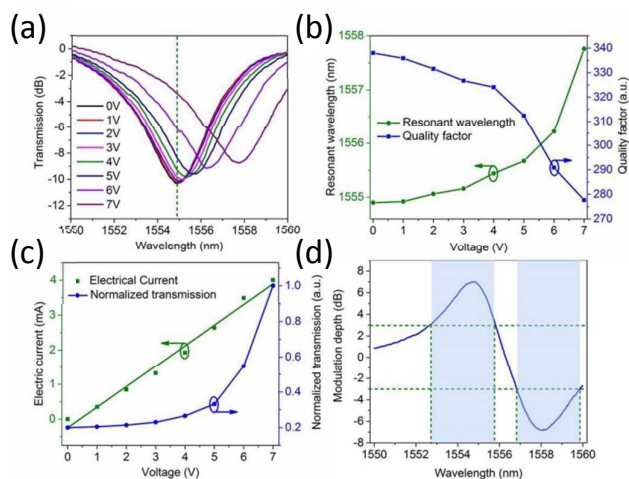 (a)
0
-2
-4
-6
-8
-10
-12
Transmission (dB)
0V
1V
2V
3V
4V
5V
6V
7V
1550 1552 1554 1556 1558 1560
Wavelength (nm)
(b)
1558
1557
1556
1555
Resonant wavelength (nm)
Resonant wavelength
Quality factor
340
330
320
310
300
290
280
270
Quality factor (a.u.)
0 1 2 3 4 5 6 7
Voltage (V)
(c)
4
3
2
1
0
Electric current (mA)
Electrical Current
Normalized transmission
1.0
0.8
0.6
0.4
0.2
Normalized transmission (a.u.)
0 1 2 3 4 5 6 7
Voltage (V)
(d)
8
6
4
2
0
-2
-4
-6
-8
Modulation depth (dB)
1550 1552 1554 1556 1558 1560
Wavelength (nm)